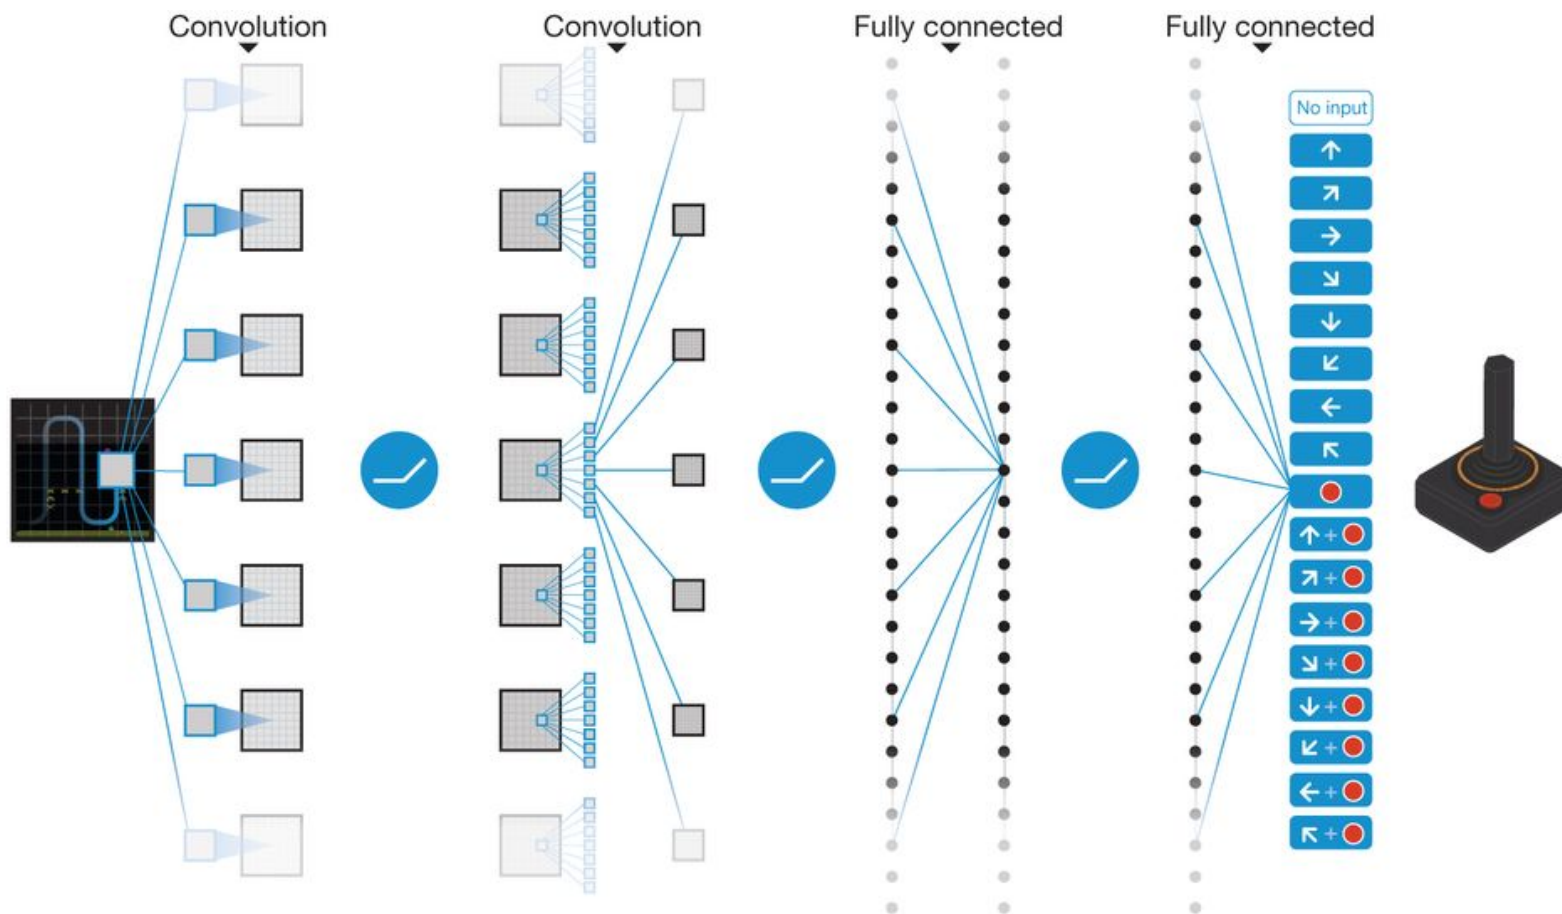 Convolution
Convolution
Fully connected
Fully connected
No input
+
+
+
+
+
+
+
+